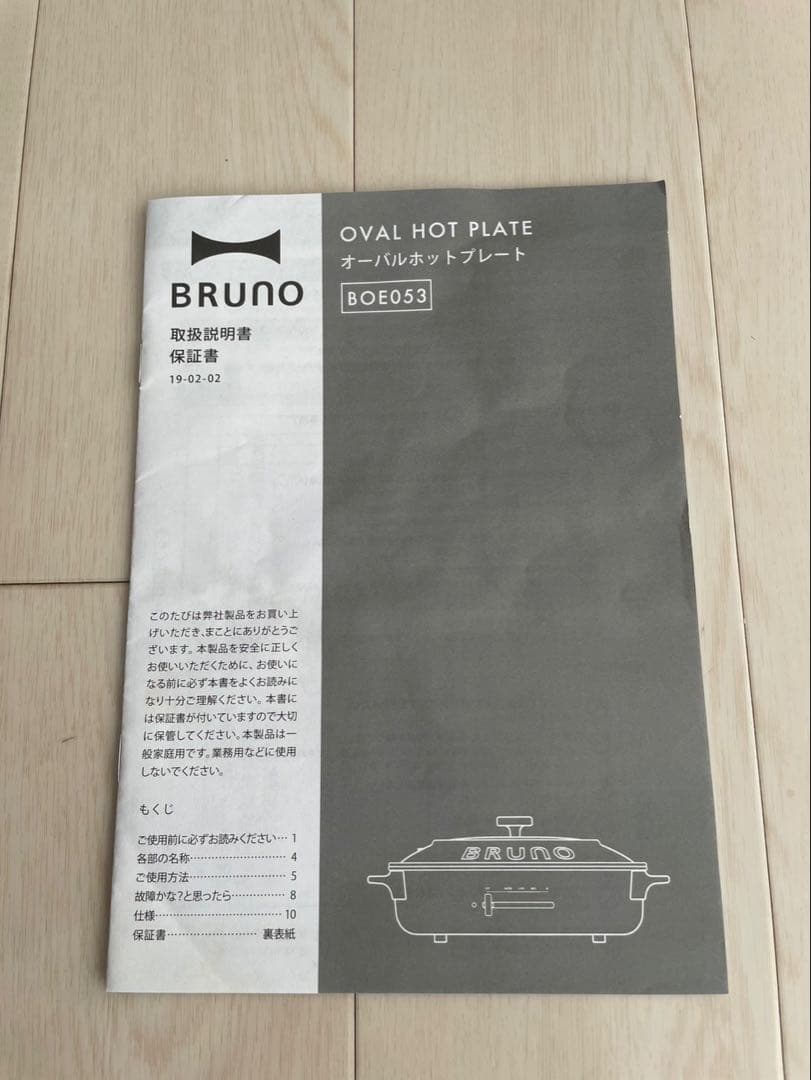 BRUNO
取扱説明書
保証書
19-02-02
OVAL HOT PLATE
オーバルホットプレート
BOE053
このたびは弊社製品をお買い上
げいただき、まことにありがとうご
ざいます。本製品を安全に正しく
お使いいただくために、お使いに
なる前に必ず本書をよくお読みに
なり十分ご理解ください。本書に
は保証書が付いていますので大切
に保管してください。本製品は一
般家庭用です。業務用などに使用
しないでください。
もくじ
ご使用前に必ずお読みください… 1
各部の名称…………………… 4
ご使用方法…………………… 5
故障かな?と思ったら………… 8
仕様………………………… 10
保証書………………… 裏表紙
BRUNO